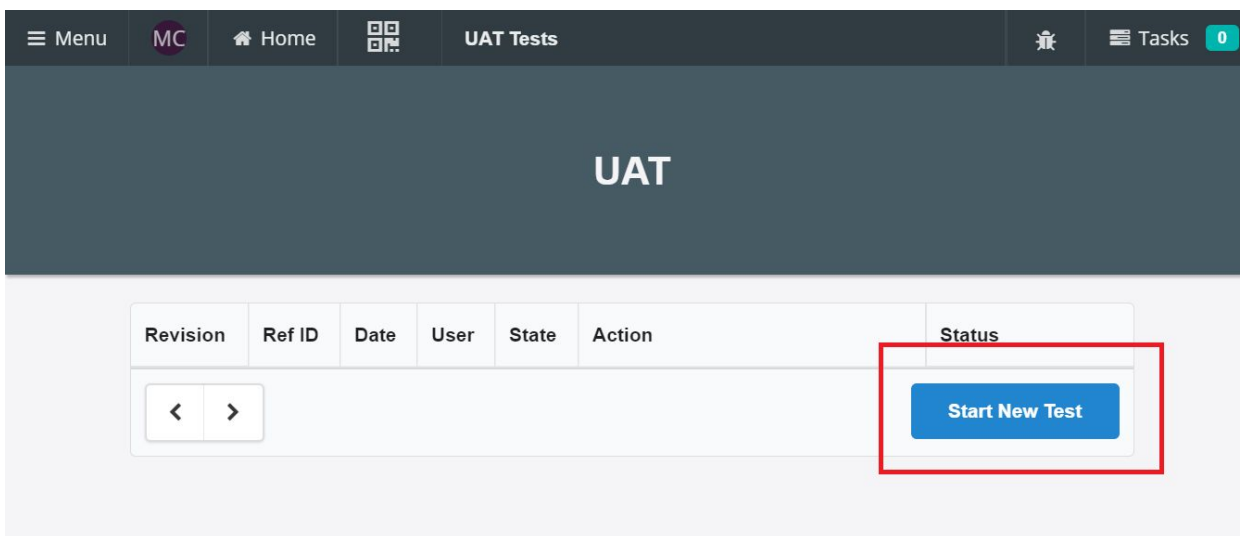 Menu MC Home UAT Tests Tasks 0
UAT
Revision Ref ID Date User State Action Status
Start New Test